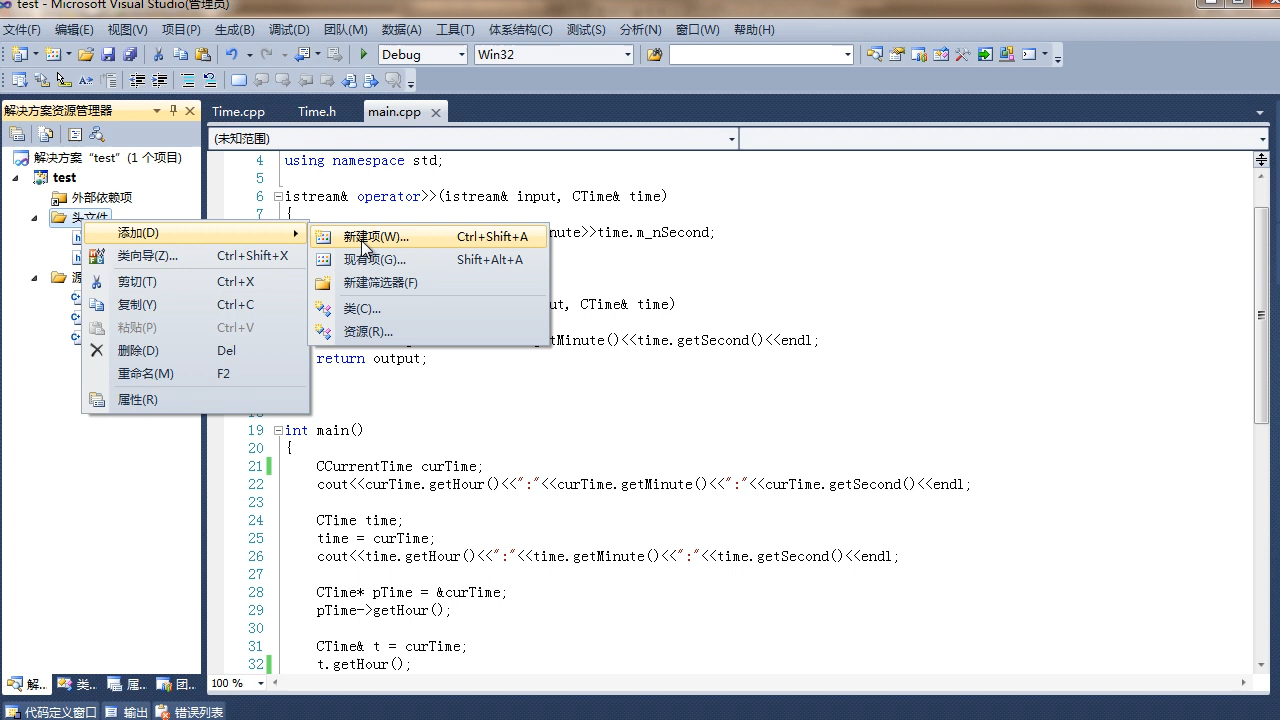 test - Microsoft Visual Studio(管理员)
文件(F) 编辑(E) 视图(V) 项目(P) 生成(B) 调试(D) 团队(M) 数据(A) 工具(T) 体系结构(C) 测试(S) 分析(N) 窗口(W) 帮助(H)
Debug Win32
解决方案资源管理器
Time.cpp Time.h main.cpp
(未知范围)
解决方案 "test" (1 个项目)
test
外部依赖项
头文件
源
添加(D)
类向导(Z)... Ctrl+Shift+X
剪切(T) Ctrl+X
复制(Y) Ctrl+C
粘贴(P) Ctrl+V
删除(D) Del
重命名(M) F2
属性(R)
新建项(W)... Ctrl+Shift+A
现有项(G)... Shift+Alt+A
新建筛选器(F)
类(C)...
资源(R)...
4 using namespace std;
5
6 istream& operator>>(istream& input, CTime& time)
7 {
nute>>time.m_nSecond;
ut, CTime& time)
etMinute()<<time.getSecond()<<endl;
return output;
19 int main()
20 {
21 CCurrentTime curTime;
22 cout<<curTime.getHour()<<":"<<curTime.getMinute()<<":"<<curTime.getSecond()<<endl;
23
24 CTime time;
25 time = curTime;
26 cout<<time.getHour()<<":"<<time.getMinute()<<":"<<time.getSecond()<<endl;
27
28 CTime* pTime = &curTime;
29 pTime->getHour();
30
31 CTime& t = curTime;
32 t.getHour();
解... 类... 属... 团...
100 %
代码定义窗口 输出 错误列表